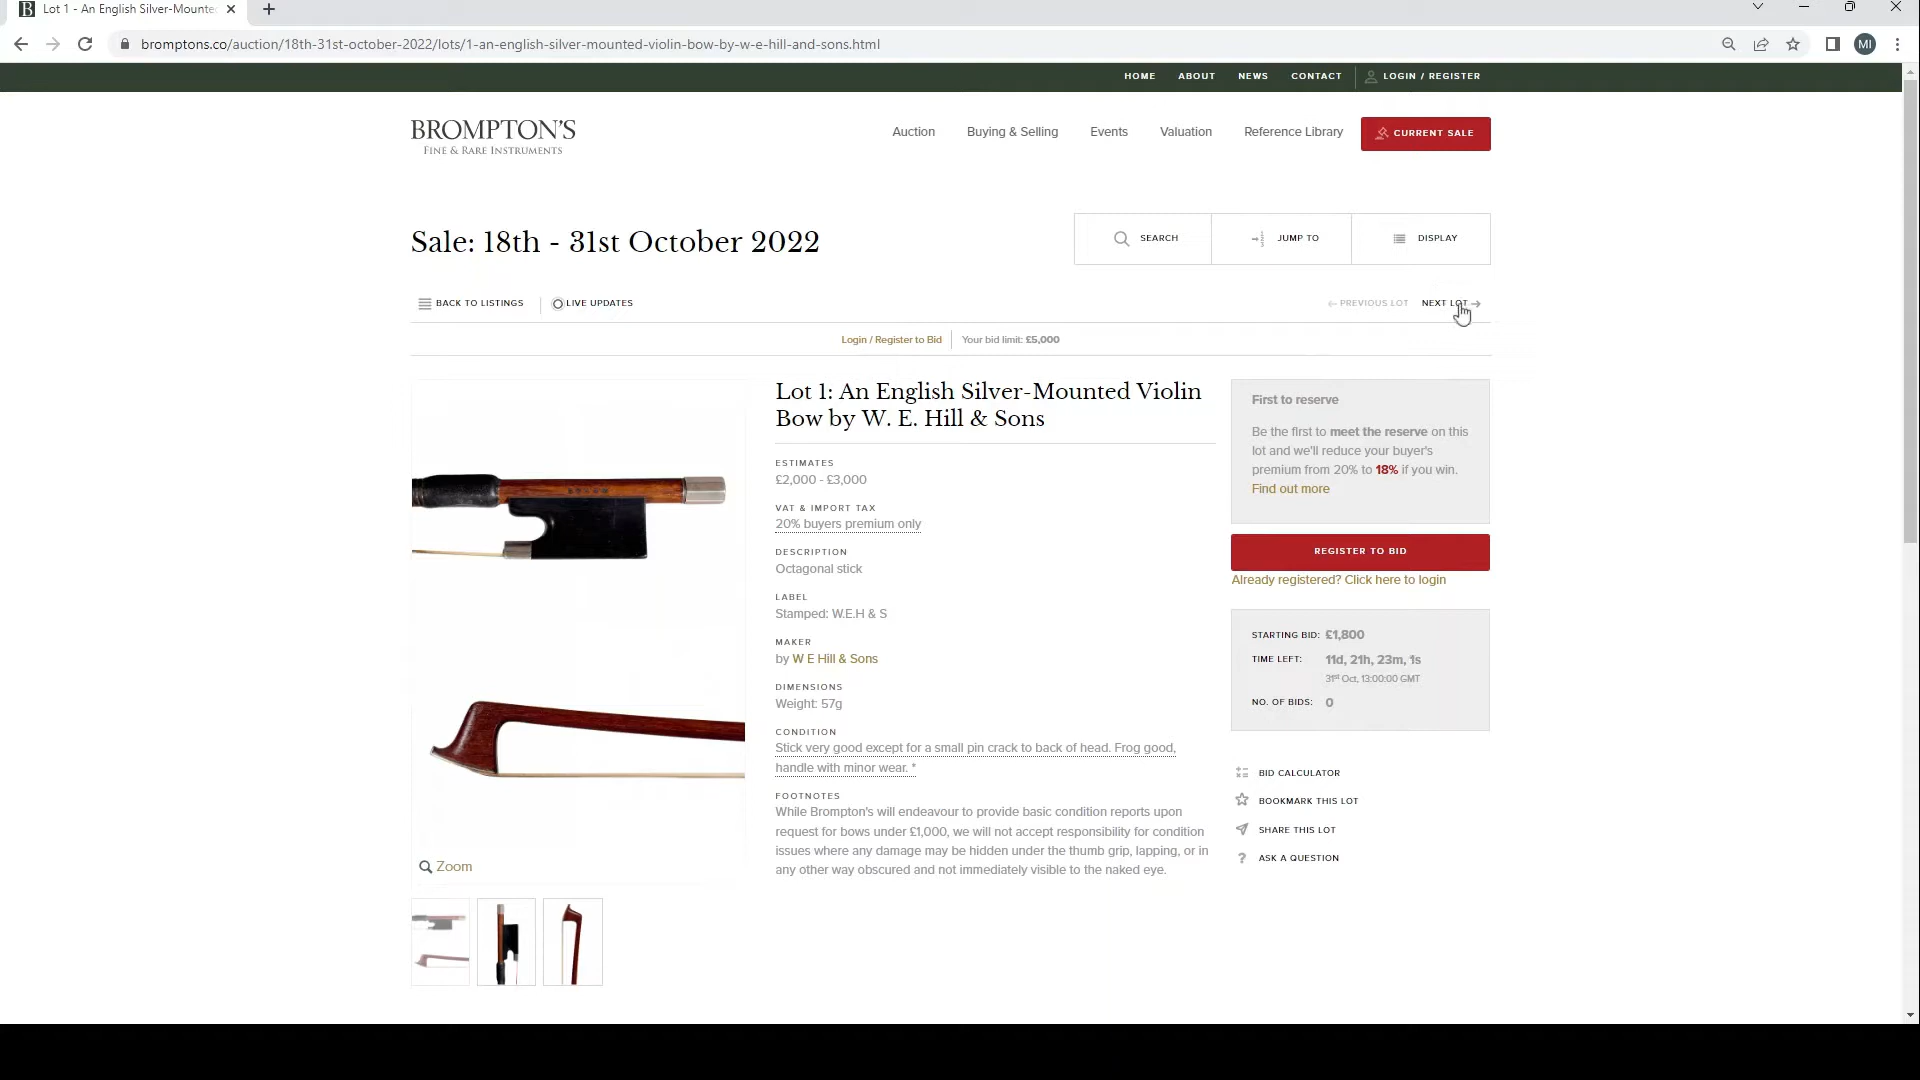 Lot 1 - An English Silver-Mounte
bromptons.co/auction/18th-31st-october-2022/lots/1-an-english-silver-mounted-violin-bow-by-w-e-hill-and-sons.html
MI
HOME ABOUT NEWS CONTACT LOGIN / REGISTER
BROMPTON'S
FINE & RARE INSTRUMENTS
Auction Buying & Selling Events Valuation Reference Library CURRENT SALE
Sale: 18th - 31st October 2022
SEARCH JUMP TO DISPLAY
BACK TO LISTINGS LIVE UPDATES
PREVIOUS LOT NEXT LOT
Login / Register to Bid Your bid limit: £5,000
Lot 1: An English Silver-Mounted Violin
Bow by W. E. Hill & Sons
ESTIMATES
£2,000 - £3,000
VAT & IMPORT TAX
20% buyers premium only
DESCRIPTION
Octagonal stick
LABEL
Stamped: W.E.H & S
MAKER
by W E Hill & Sons
DIMENSIONS
Weight: 57g
CONDITION
Stick very good except for a small pin crack to back of head. Frog good,
handle with minor wear. *
FOOTNOTES
While Brompton's will endeavour to provide basic condition reports upon
request for bows under £1,000, we will not accept responsibility for condition
issues where any damage may be hidden under the thumb grip, lapping, or in
any other way obscured and not immediately visible to the naked eye.
Zoom
First to reserve
Be the first to meet the reserve on this
lot and we'll reduce your buyer's
premium from 20% to 18% if you win.
Find out more
REGISTER TO BID
Already registered? Click here to login
STARTING BID: £1,800
TIME LEFT: 11d, 21h, 23m, 1s
31st Oct, 13:00:00 GMT
NO. OF BIDS: 0
BID CALCULATOR
BOOKMARK THIS LOT
SHARE THIS LOT
ASK A QUESTION